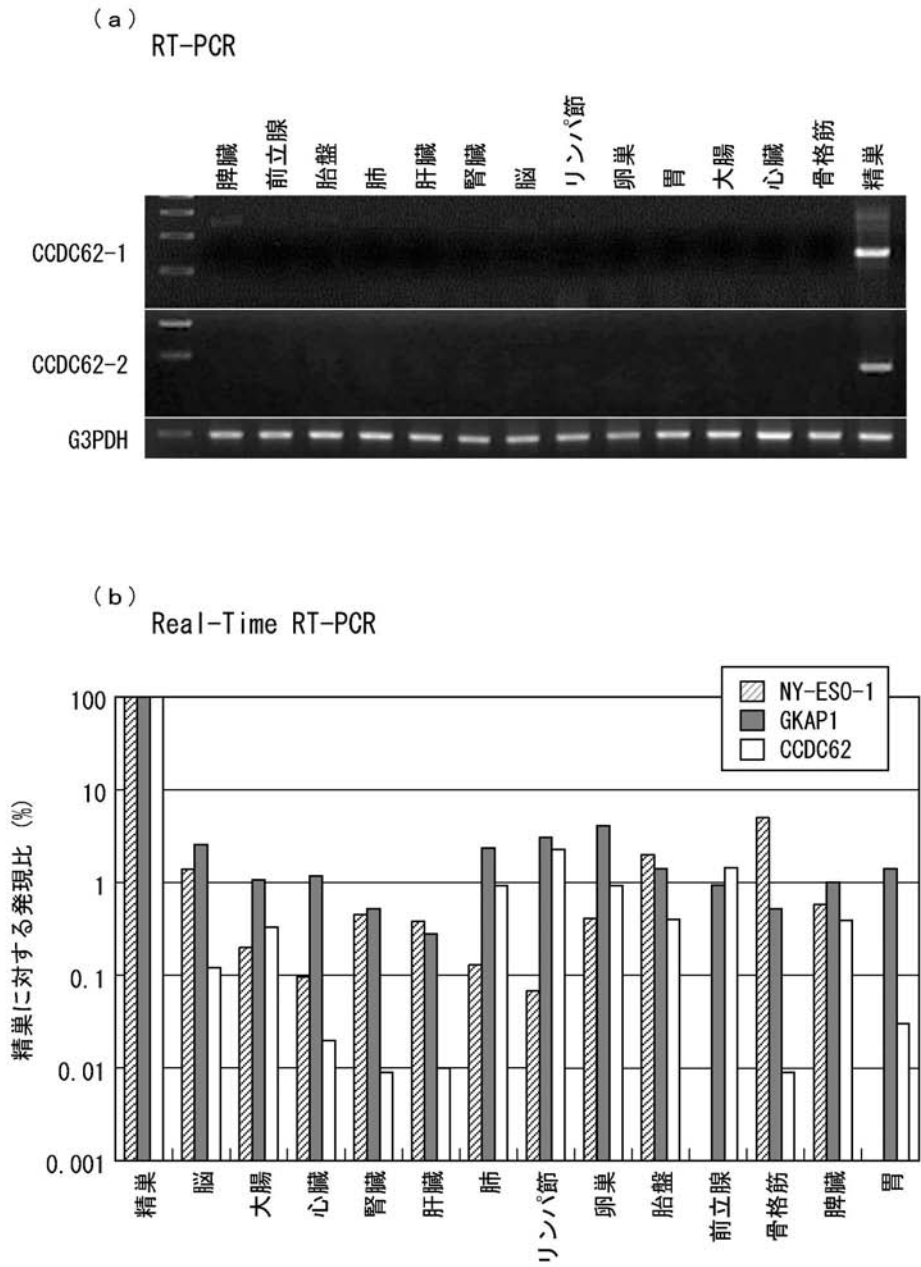 (a)
RT-PCR
脾臓 前立腺 胎盤 肺 肝臓 腎臓 脳 リンパ節 卵巣 胃 大腸 心臓 骨格筋 精巣
CCDC62-1
CCDC62-2
G3PDH
(b)
Real-Time RT-PCR
NY-ESO-1
GKAP1
CCDC62
精巣に対する発現比 (%)
100
10
1
0.1
0.01
0.001
精巣 脳 大腸 心臓 腎臓 肝臓 肺 リンパ節 卵巣 胎盤 前立腺 骨格筋 脾臓 胃